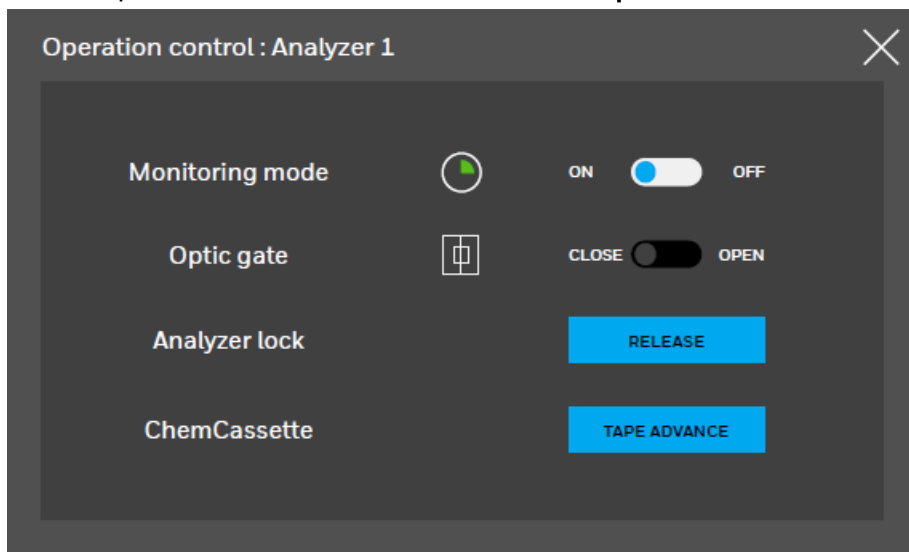 Operation control : Analyzer 1
Monitoring mode ON OFF
Optic gate CLOSE OPEN
Analyzer lock RELEASE
ChemCassette TAPE ADVANCE